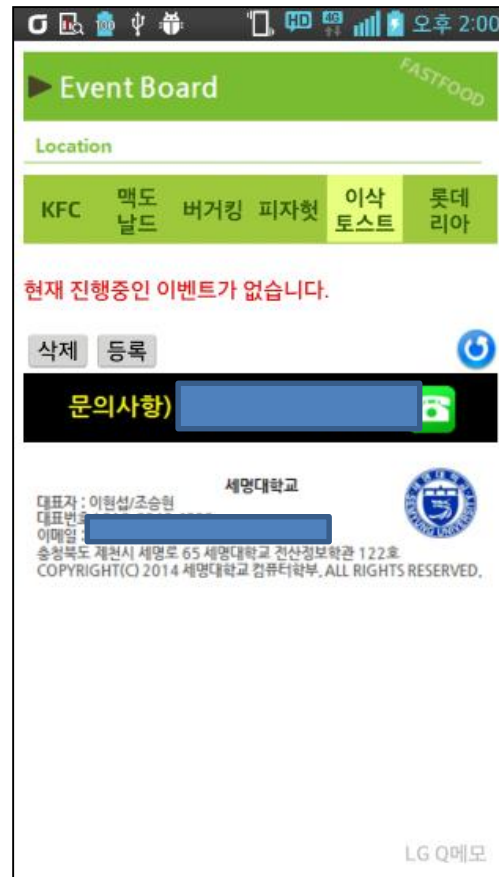 HD 4G 오후 2:00
Event Board
FASTFOOD
Location
KFC 맥도날드 버거킹 피자헛 이삭토스트 롯데리아
현재 진행중인 이벤트가 없습니다.
삭제 등록
문의사항)
세명대학교
대표자 : 이현섭/조승현
대표번호
이메일 :
충청북도 제천시 세명로 65 세명대학교 전산정보학관 122호
COPYRIGHT(C) 2014 세명대학교 컴퓨터학부. ALL RIGHTS RESERVED.
LG Q메모